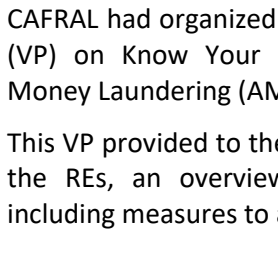 CAFRAL had organized
(VP) on Know Your
Money Laundering (AM
This VP provided to the
the REs, an overview
including measures to a